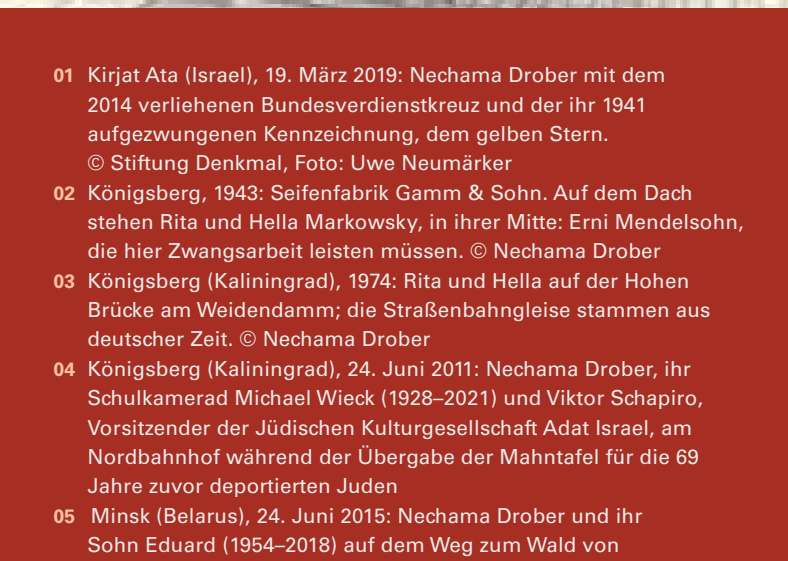 01 Kirjat Ata (Israel), 19. März 2019: Nechama Drober mit dem
2014 verliehenen Bundesverdienstkreuz und der ihr 1941
aufgezwungenen Kennzeichnung, dem gelben Stern.
© Stiftung Denkmal, Foto: Uwe Neumärker
02 Königsberg, 1943: Seifenfabrik Gamm & Sohn. Auf dem Dach
stehen Rita und Hella Markowsky, in ihrer Mitte: Erni Mendelsohn,
die hier Zwangsarbeit leisten müssen. © Nechama Drober
03 Königsberg (Kaliningrad), 1974: Rita und Hella auf der Hohen
Brücke am Weidendamm; die Straßenbahngleise stammen aus
deutscher Zeit. © Nechama Drober
04 Königsberg (Kaliningrad), 24. Juni 2011: Nechama Drober, ihr
Schulkamerad Michael Wieck (1928–2021) und Viktor Schapiro,
Vorsitzender der Jüdischen Kulturgesellschaft Adat Israel, am
Nordbahnhof während der Übergabe der Mahntafel für die 69
Jahre zuvor deportierten Juden
05 Minsk (Belarus), 24. Juni 2015: Nechama Drober und ihr
Sohn Eduard (1954–2018) auf dem Weg zum Wald von